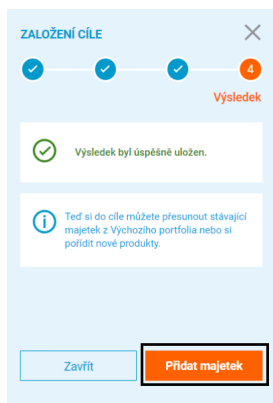 ZALOŽENÍ CÍLE
4
Výsledek
Výsledek byl úspěšně uložen.
Teď si do cíle můžete přesunout stávající
majetek z Výchozího portfolia nebo si
pořídit nové produkty.
Zavřít
Přidat majetek